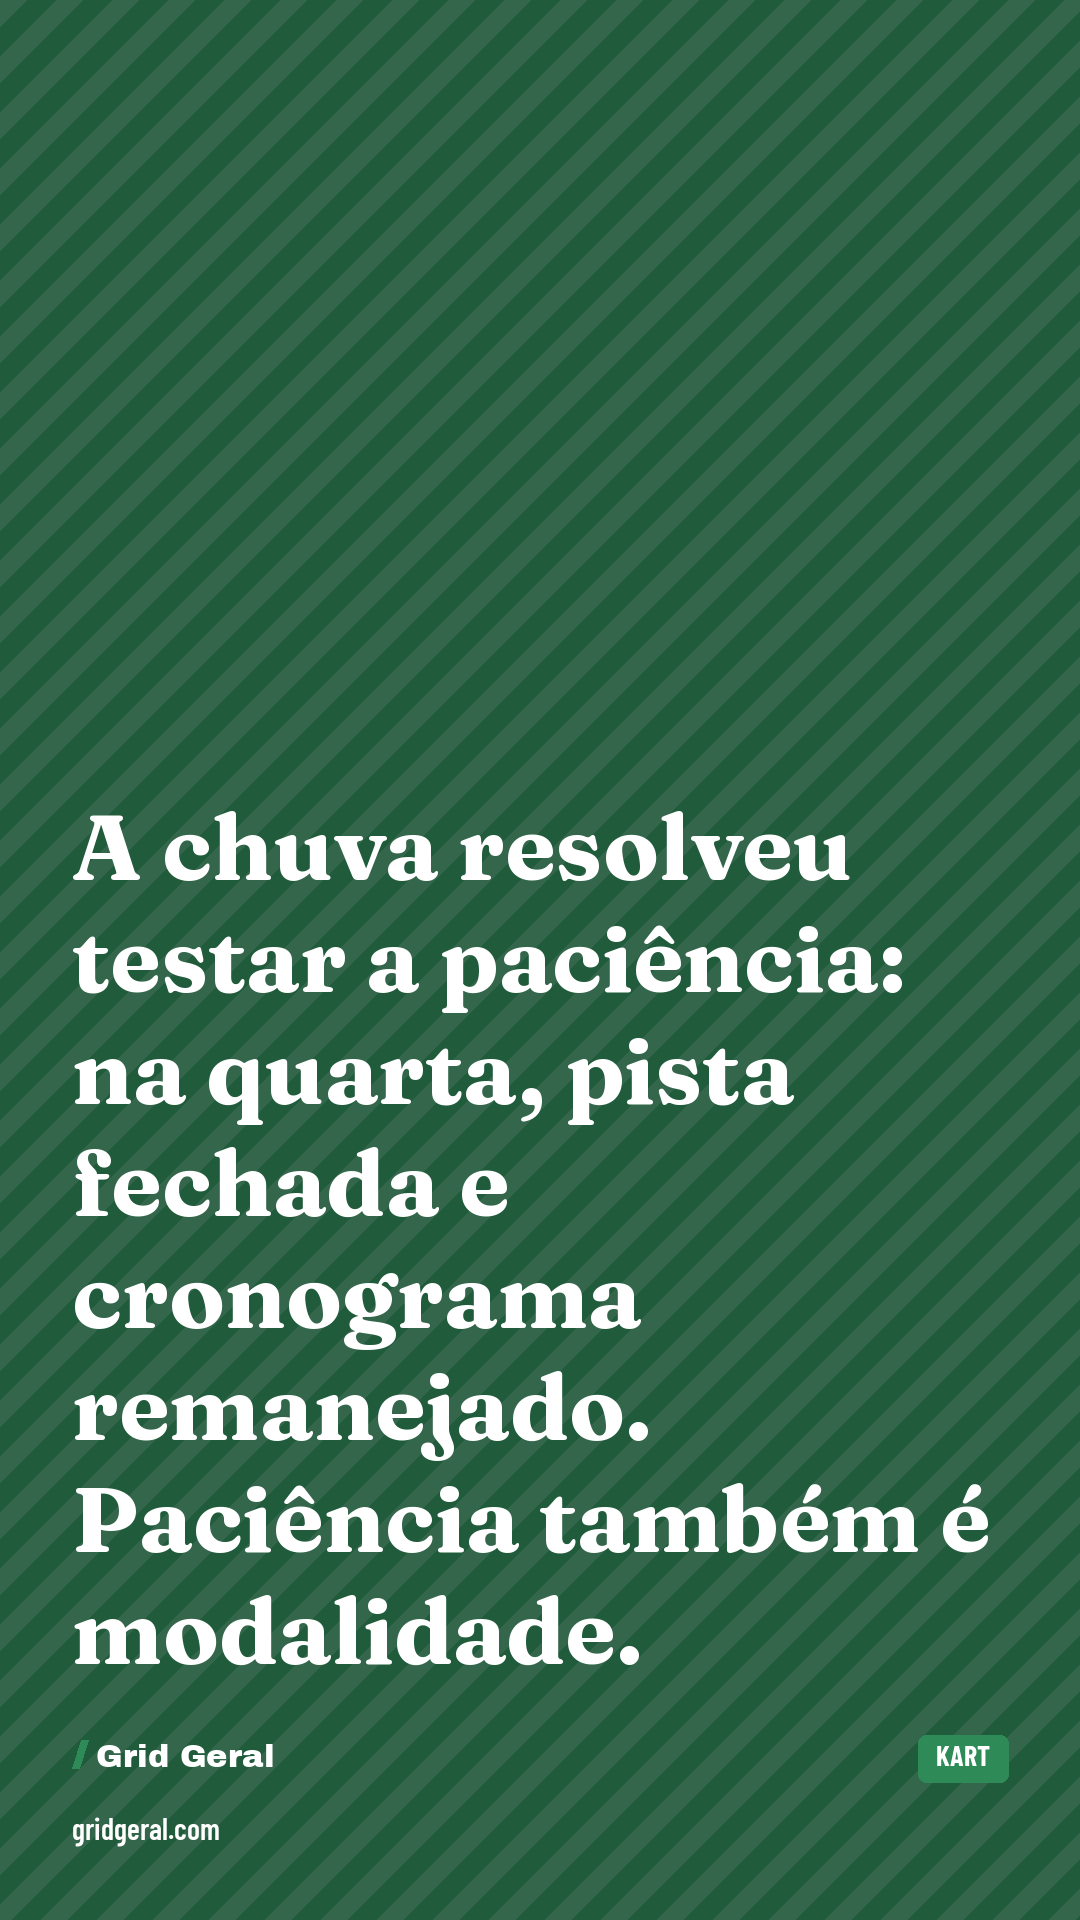 A chuva resolveu
testar a paciência:
na quarta, pista
fechada e
cronograma
remanejado.
Paciência também é
modalidade.
/ Grid Geral
KART
gridgeral.com